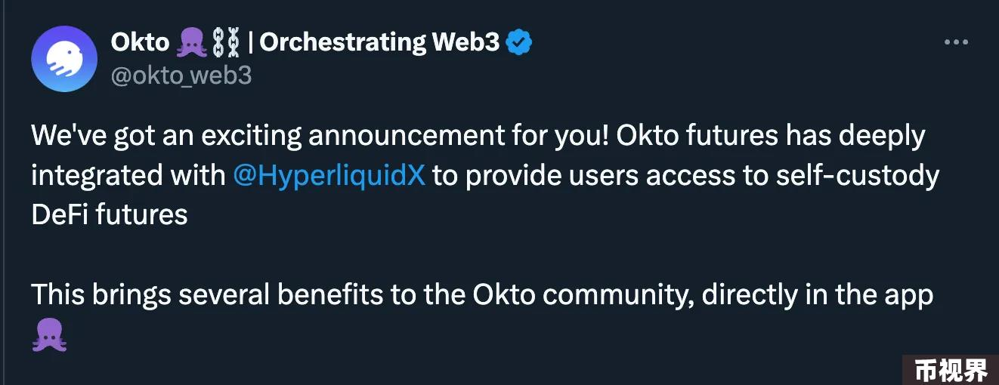 Okto 🐙⛓️⛓️ | Orchestrating Web3
@okto_web3
We've got an exciting announcement for you! Okto futures has deeply
integrated with @HyperliquidX to provide users access to self-custody
DeFi futures
This brings several benefits to the Okto community, directly in the app
🐙
币视界